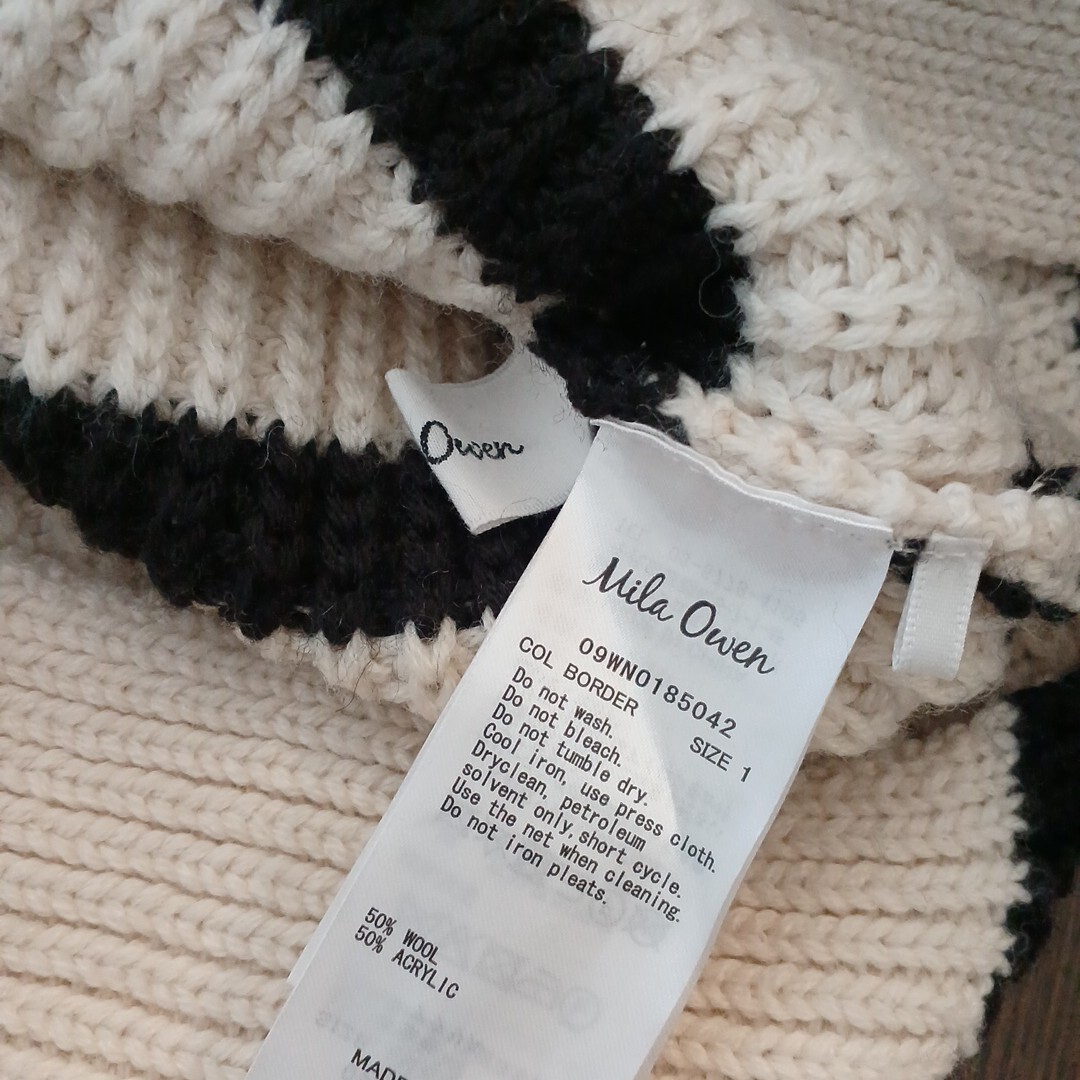 Owen
Mila Owen
09WN0185042
COL BORDER
SIZE 1
Do not wash.
Do not bleach.
Do not tumble dry.
Cool iron, use press cloth.
Dryclean, petroleum
solvent only, short cycle.
Use the net when cleaning.
Do not iron pleats.
50% WOOL
50% ACRYLIC
MADE